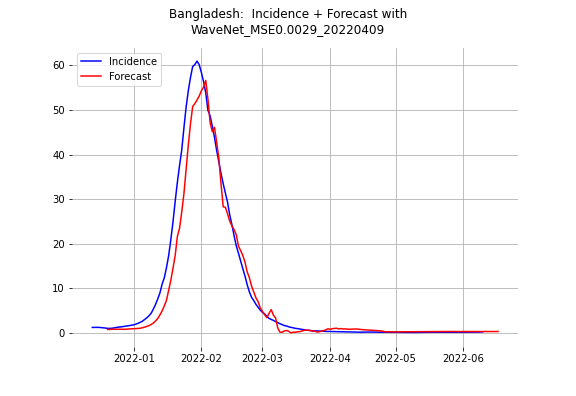 Bangladesh:  Incidence + Forecast with
WaveNet_MSE0.0029_20220409
Incidence
Forecast
60
50
40
30
20
10
0
2022-01 2022-02 2022-03 2022-04 2022-05 2022-06